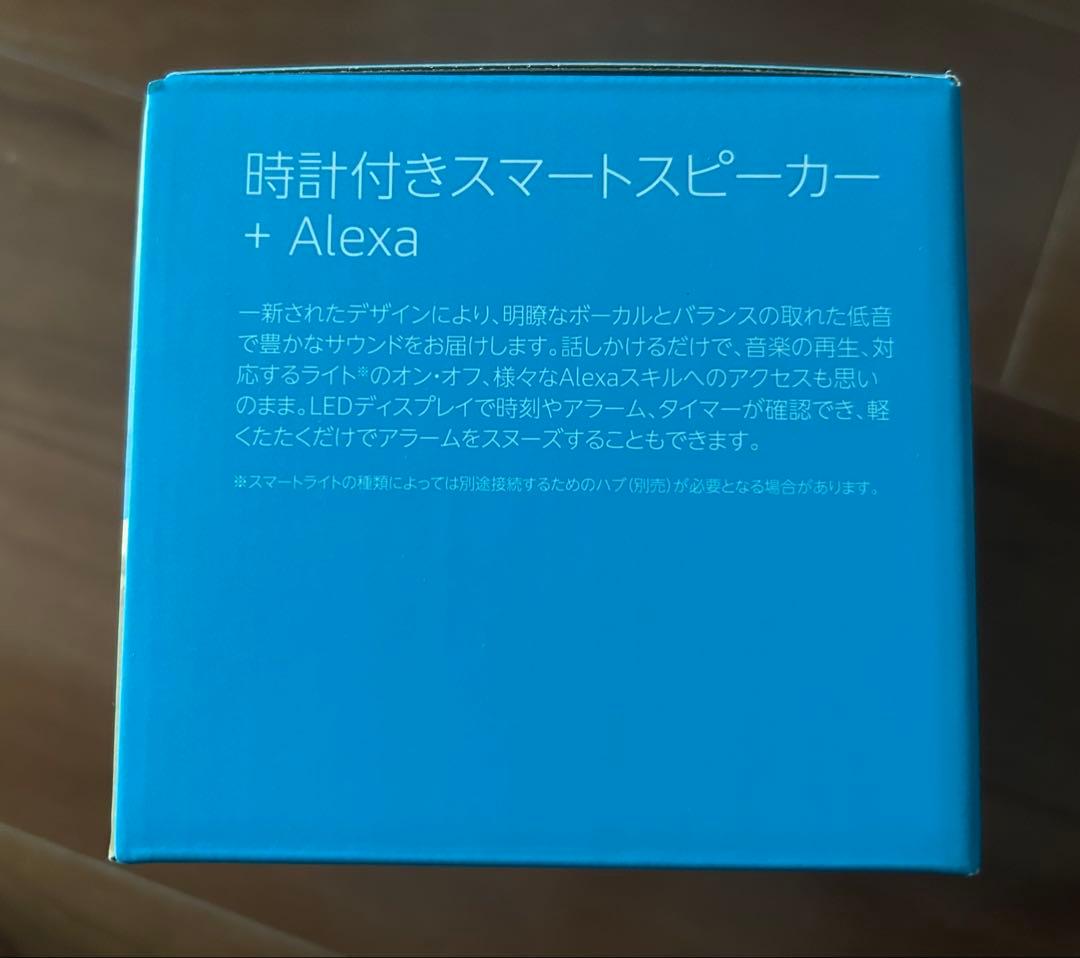 時計付きスマートスピーカー
+ Alexa
一新されたデザインにより、明瞭なボーカルとバランスの取れた低音
で豊かなサウンドをお届けします。話しかけるだけで、音楽の再生、対
応するライト※のオン・オフ、様々なAlexaスキルへのアクセスも思い
のまま。LEDディスプレイで時刻やアラーム、タイマーが確認でき、軽
くたたくだけでアラームをスヌーズすることもできます。
※スマートライトの種類によっては別途接続するためのハブ(別売)が必要となる場合があります。